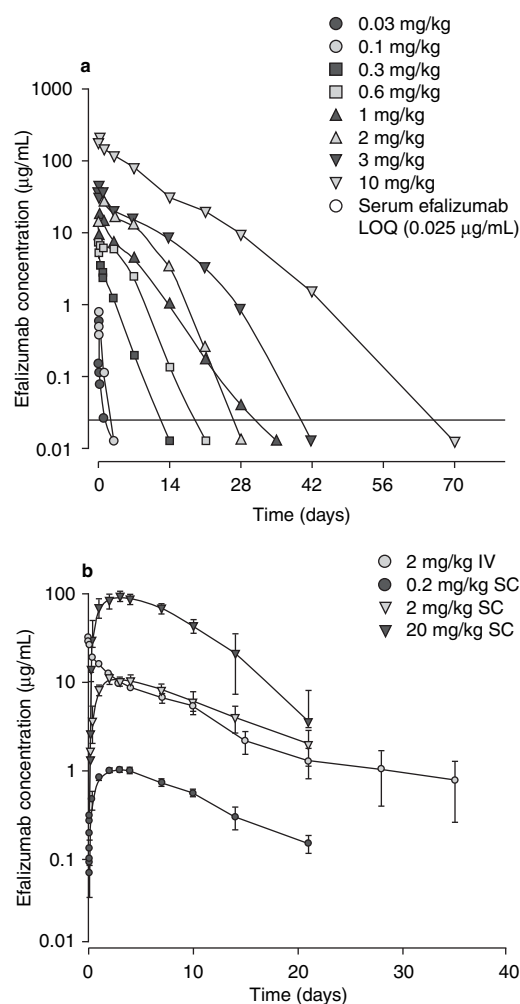 0.03 mg/kg
0.1 mg/kg
0.3 mg/kg
0.6 mg/kg
1 mg/kg
2 mg/kg
3 mg/kg
10 mg/kg
Serum efalizumab
LOQ (0.025 μg/mL)
a
Efalizumab concentration (μg/mL)
1000
100
10
1
0.1
0.01
0
14
28
42
56
70
Time (days)
b
2 mg/kg IV
0.2 mg/kg SC
2 mg/kg SC
20 mg/kg SC
Efalizumab concentration (μg/mL)
100
10
1
0.1
0.01
0
10
20
30
40
Time (days)